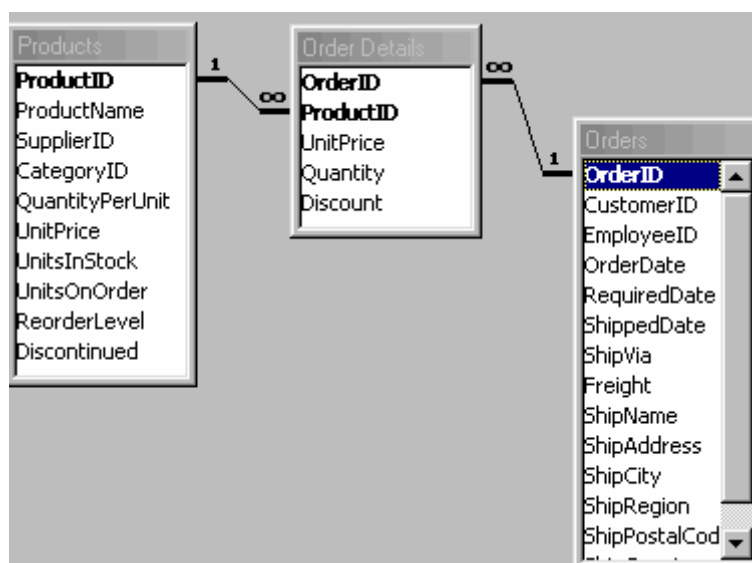 Products
ProductID
ProductName
SupplierID
CategoryID
QuantityPerUnit
UnitPrice
UnitsInStock
UnitsOnOrder
ReorderLevel
Discontinued
1
∞
Order Details
OrderID
ProductID
UnitPrice
Quantity
Discount
∞
1
Orders
OrderID
CustomerID
EmployeeID
OrderDate
RequiredDate
ShippedDate
ShipVia
Freight
ShipName
ShipAddress
ShipCity
ShipRegion
ShipPostalCod